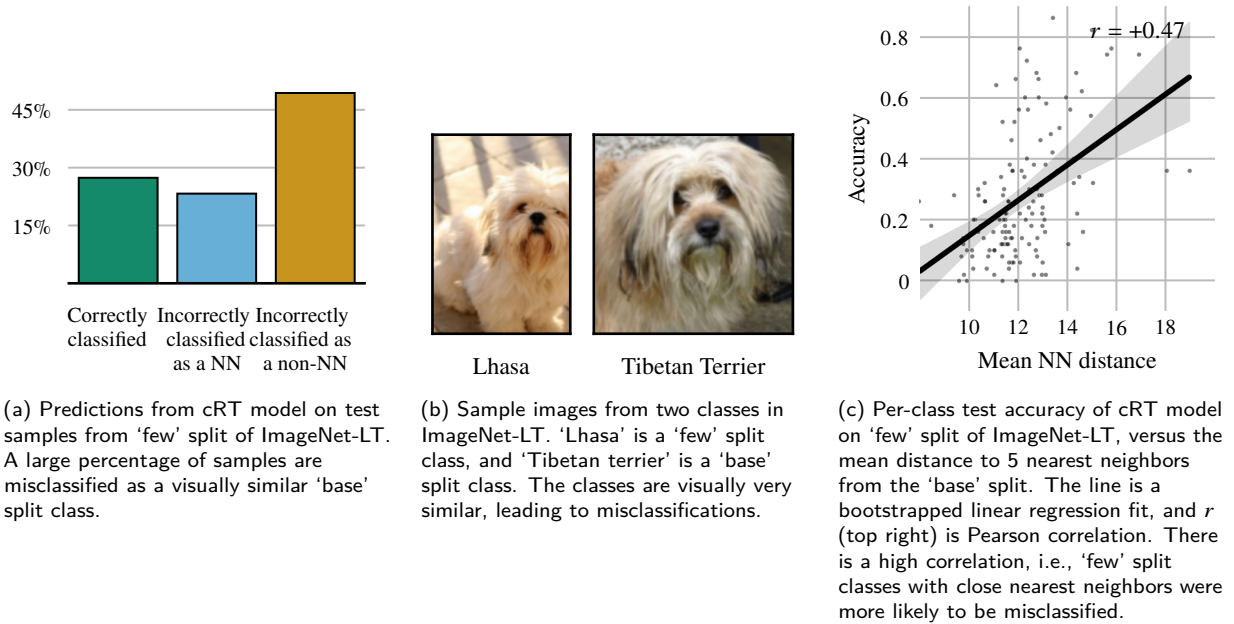 45%
30%
15%
Correctly classified
Incorrectly classified as a NN
Incorrectly classified as a non-NN
(a) Predictions from cRT model on test
samples from ‘few’ split of ImageNet-LT.
A large percentage of samples are
misclassified as a visually similar ‘base’
split class.
Lhasa
Tibetan Terrier
(b) Sample images from two classes in
ImageNet-LT. ‘Lhasa’ is a ‘few’ split
class, and ‘Tibetan terrier’ is a ‘base’
split class. The classes are visually very
similar, leading to misclassifications.
r = +0.47
0.8
0.6
0.4
0.2
0
Accuracy
10 12 14 16 18
Mean NN distance
(c) Per-class test accuracy of cRT model
on ‘few’ split of ImageNet-LT, versus the
mean distance to 5 nearest neighbors
from the ‘base’ split. The line is a
bootstrapped linear regression fit, and r
(top right) is Pearson correlation. There
is a high correlation, i.e., ‘few’ split
classes with close nearest neighbors were
more likely to be misclassified.